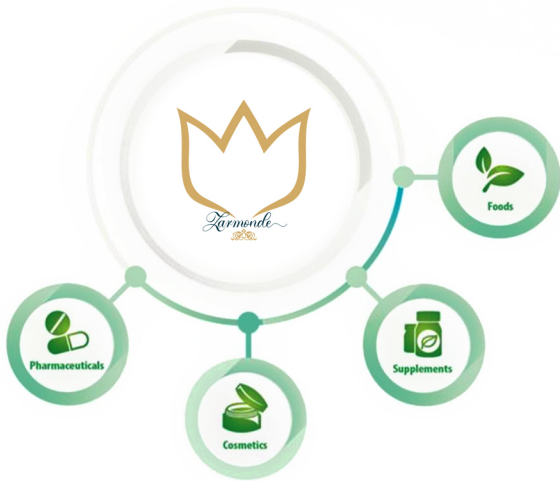 Zarmonde
Foods
Pharmaceuticals
Supplements
Cosmetics